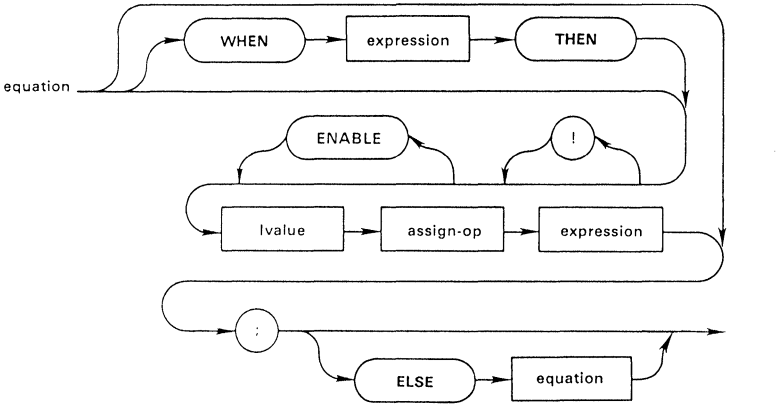 WHEN expression THEN
equation
ENABLE !
lvalue assign-op expression
;
ELSE equation